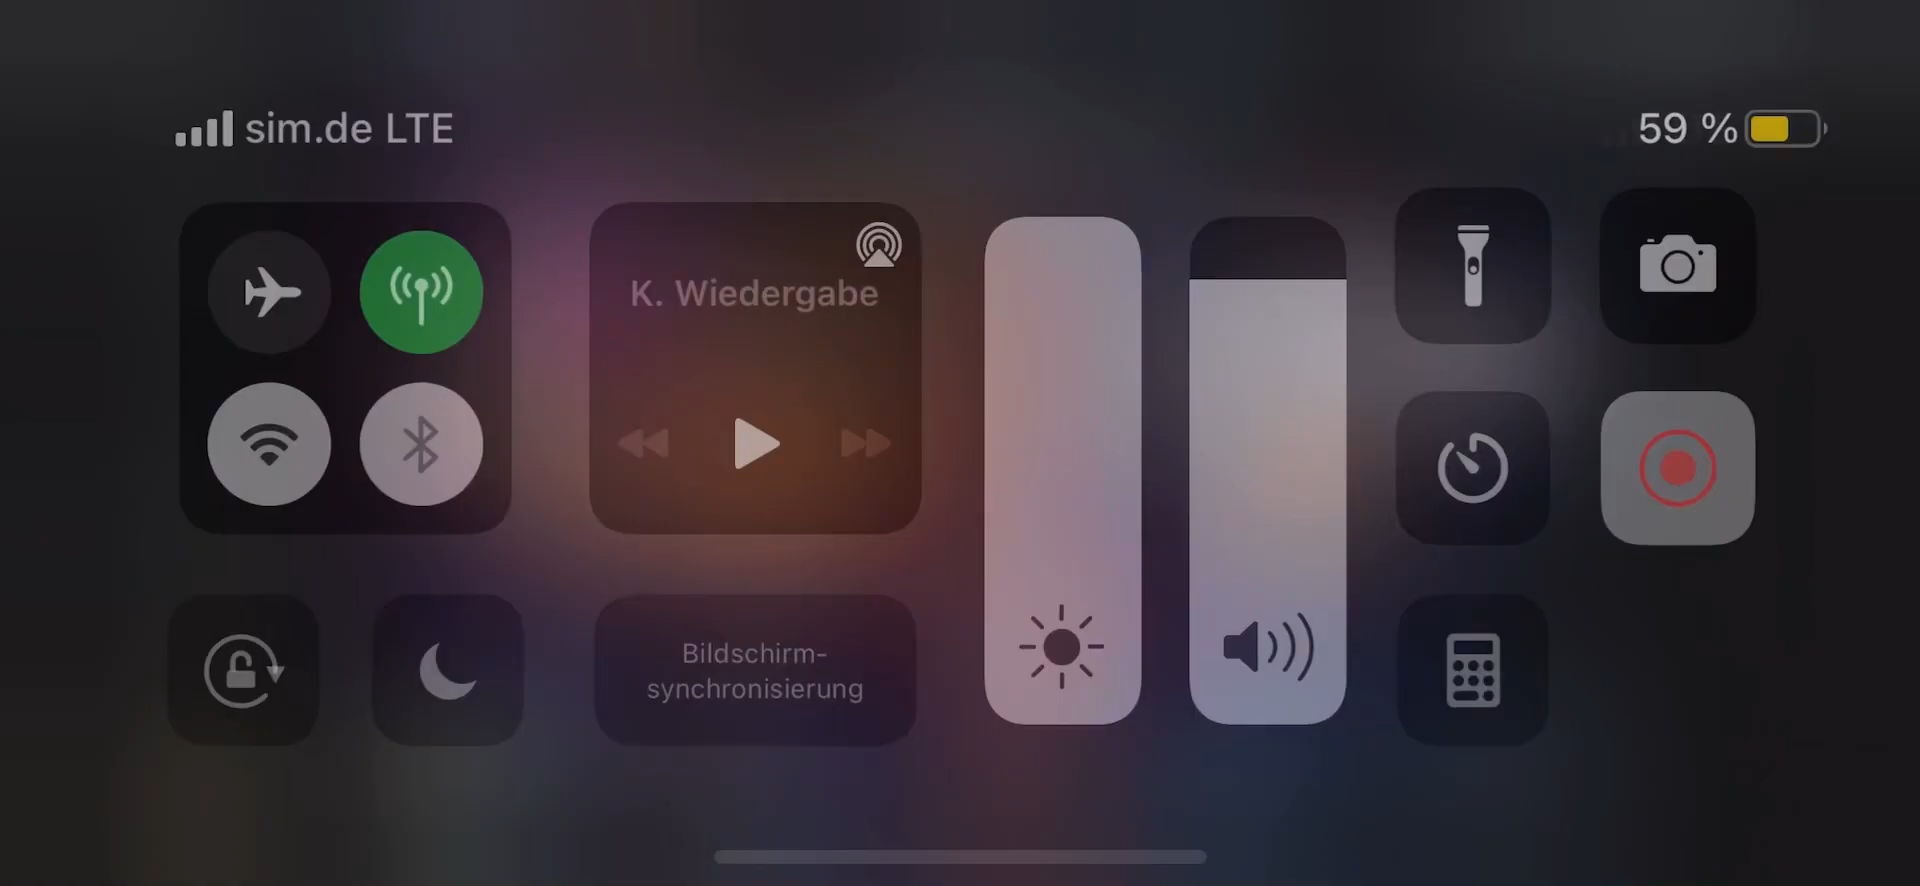 sim.de LTE
59 %
K. Wiedergabe
Bildschirm-
synchronisierung